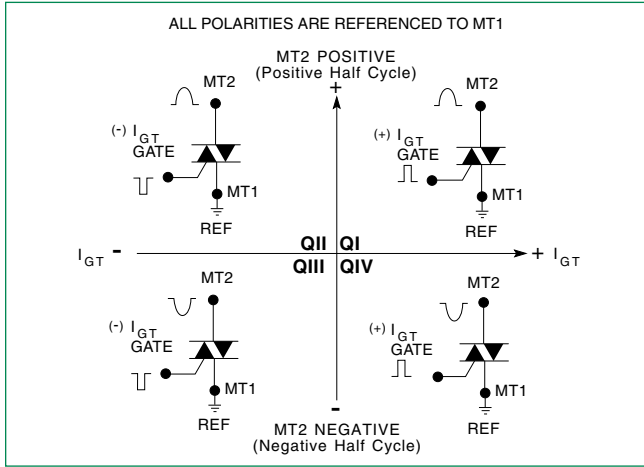 ALL POLARITIES ARE REFERENCED TO MT1
MT2 POSITIVE
(Positive Half Cycle)
+
MT2
(-) IGT
GATE
MT1
REF
MT2
(+) IGT
GATE
MT1
REF
IGT -
QII QI
QIII QIV
+ IGT
MT2
(-) IGT
GATE
MT1
REF
MT2
(+) IGT
GATE
MT1
REF
-
MT2 NEGATIVE
(Negative Half Cycle)